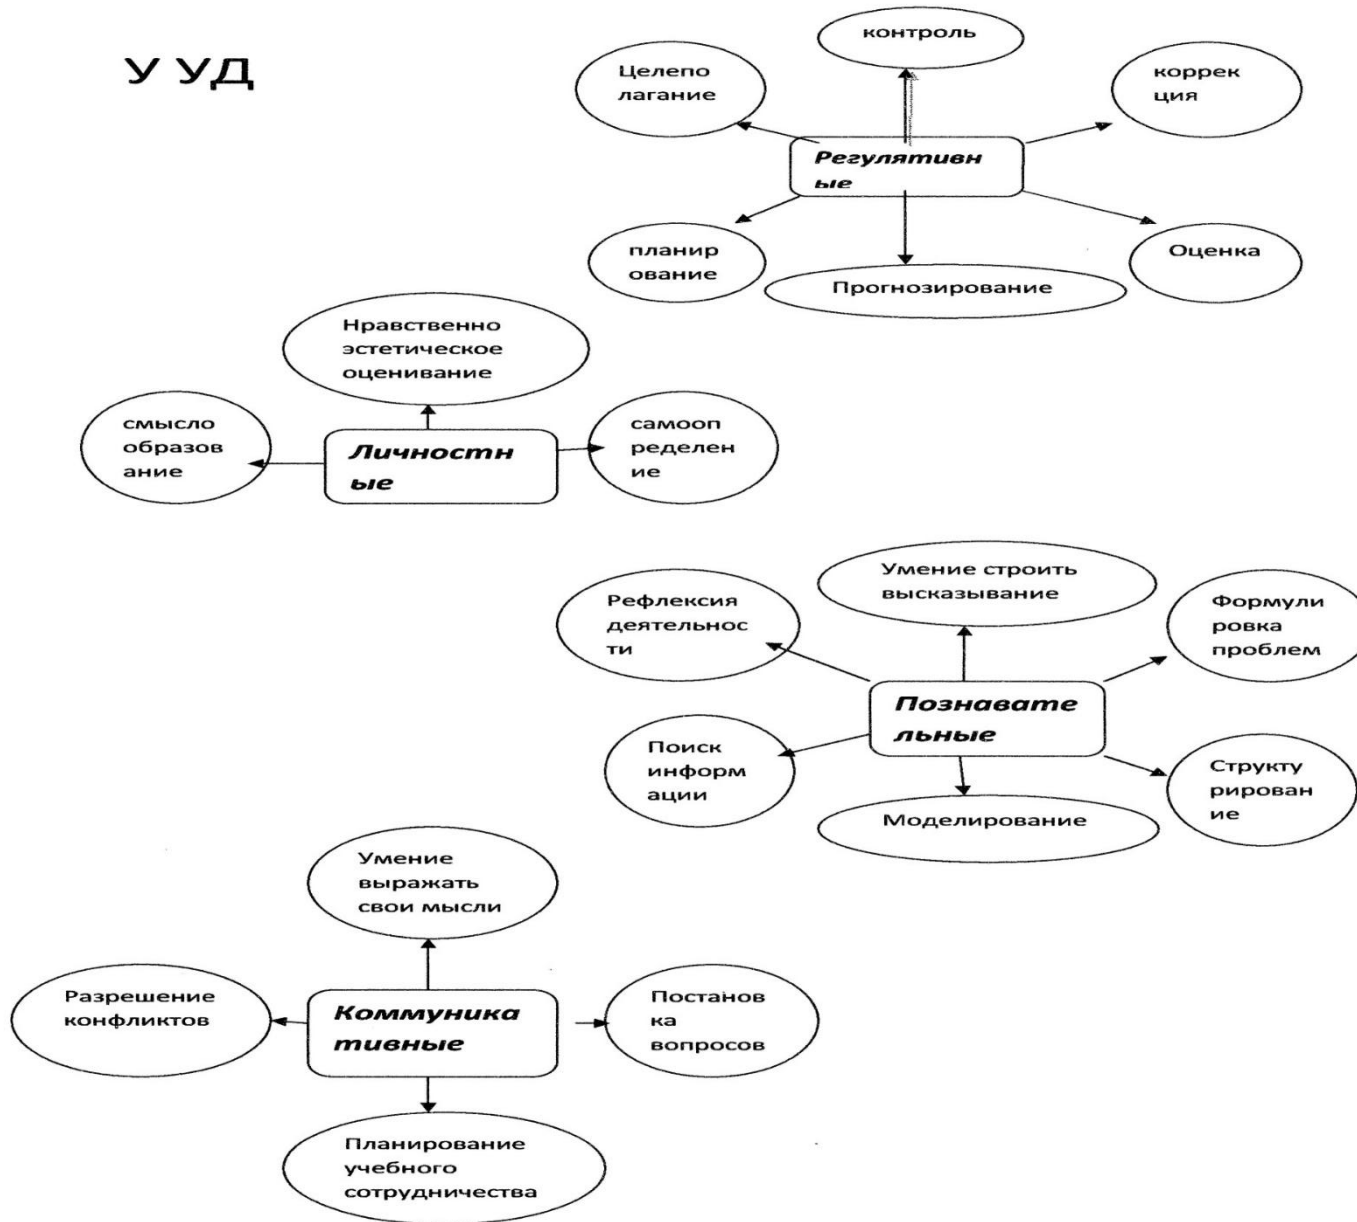 У УД
контроль
Целепо
лагание
коррек
ция
Регулятивн
ые
планир
ование
Оценка
Прогнозирование
Нравственно
эстетическое
оценивание
смысло
образов
ание
Личностн
ые
самооп
ределен
ие
Умение строить
высказывание
Рефлексия
деятельнос
ти
Формули
ровка
проблем
Познавате
льные
Поиск
информ
ации
Структу
рирован
ие
Моделирование
Умение
выражать
свои мысли
Разрешение
конфликтов
Коммуника
тивные
Постанов
ка
вопросов
Планирование
учебного
сотрудничества